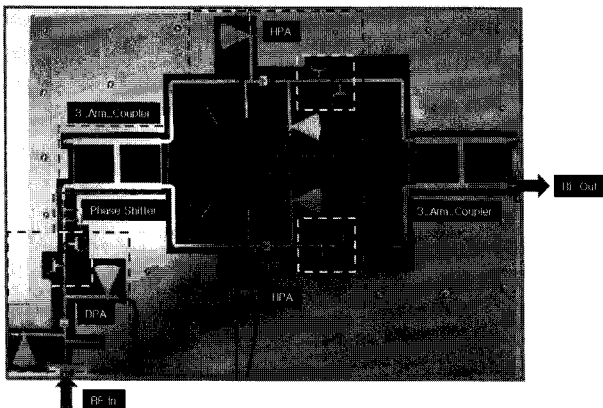 HPA
3_Arm_Coupler
Phase Shifter
3_Arm_Coupler
RF Out
HPA
DPA
RF In